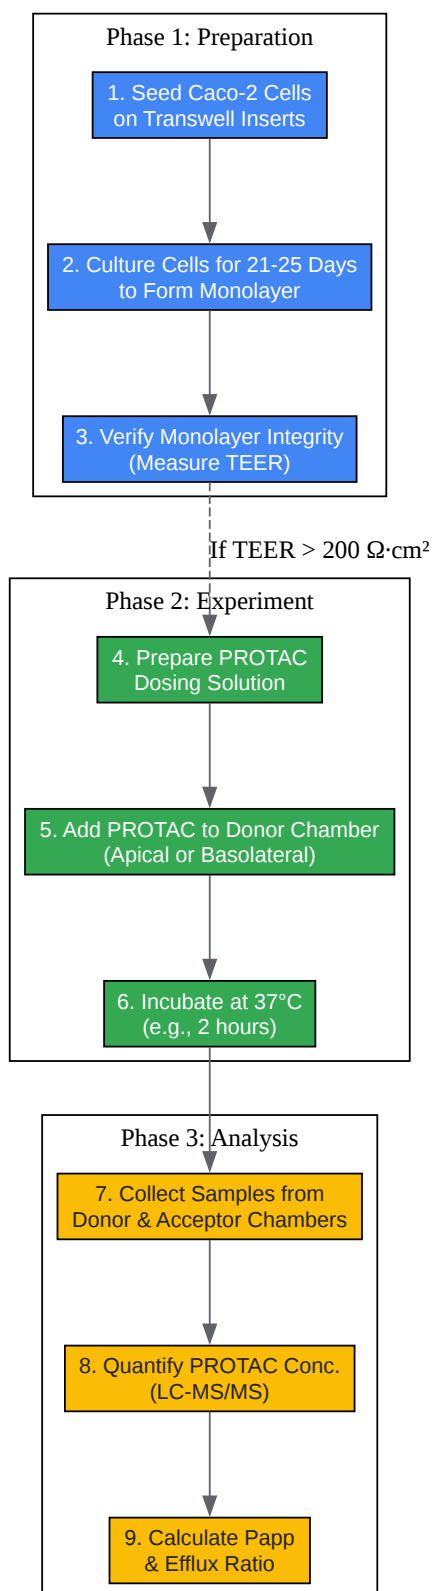 Phase 1: Preparation
1. Seed Caco-2 Cells
on Transwell Inserts
2. Culture Cells for 21-25 Days
to Form Monolayer
3. Verify Monolayer Integrity
(Measure TEER)
If TEER > 200 Ω·cm²
Phase 2: Experiment
4. Prepare PROTAC
Dosing Solution
5. Add PROTAC to Donor Chamber
(Apical or Basolateral)
6. Incubate at 37°C
(e.g., 2 hours)
Phase 3: Analysis
7. Collect Samples from
Donor & Acceptor Chambers
8. Quantify PROTAC Conc.
(LC-MS/MS)
9. Calculate Papp
& Efflux Ratio